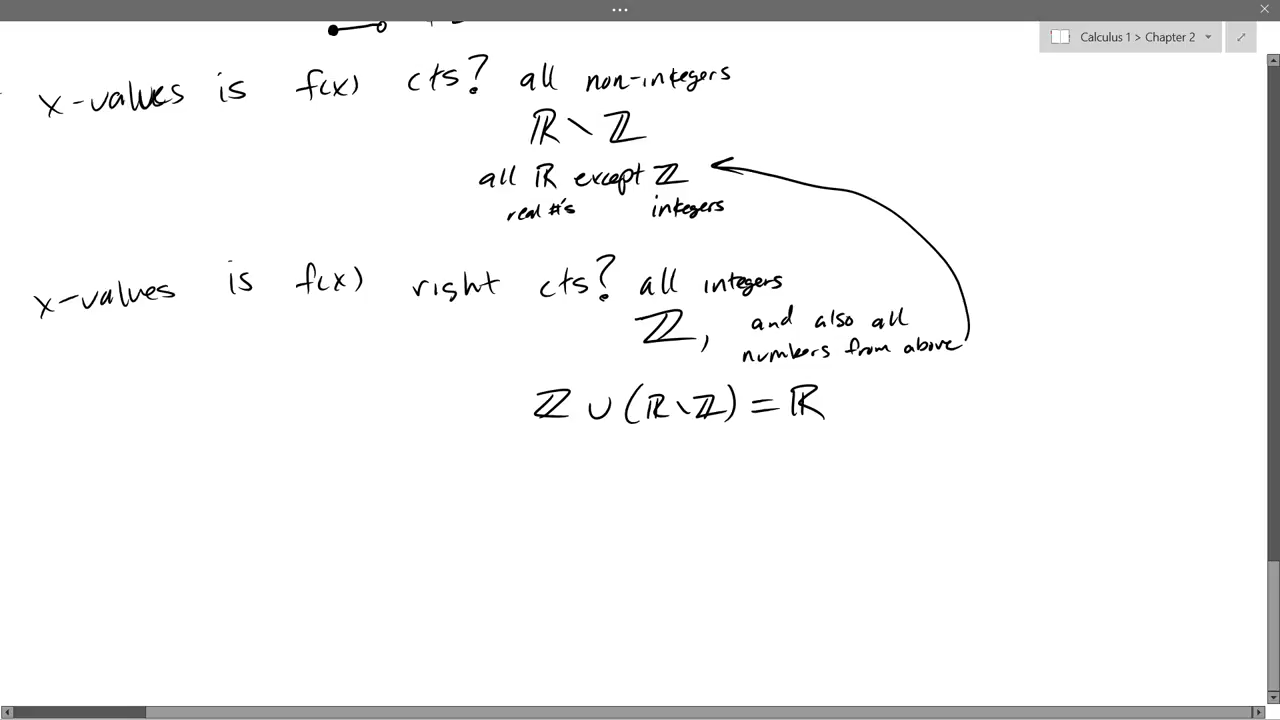 Calculus 1 > Chapter 2
x-values is f(x) cts? all non-integers
ℝ \ ℤ
all ℝ except ℤ
real #'s integers
x-values is f(x) right cts? all integers
ℤ, and also all
numbers from above
ℤ ∪ (ℝ \ ℤ) = ℝ